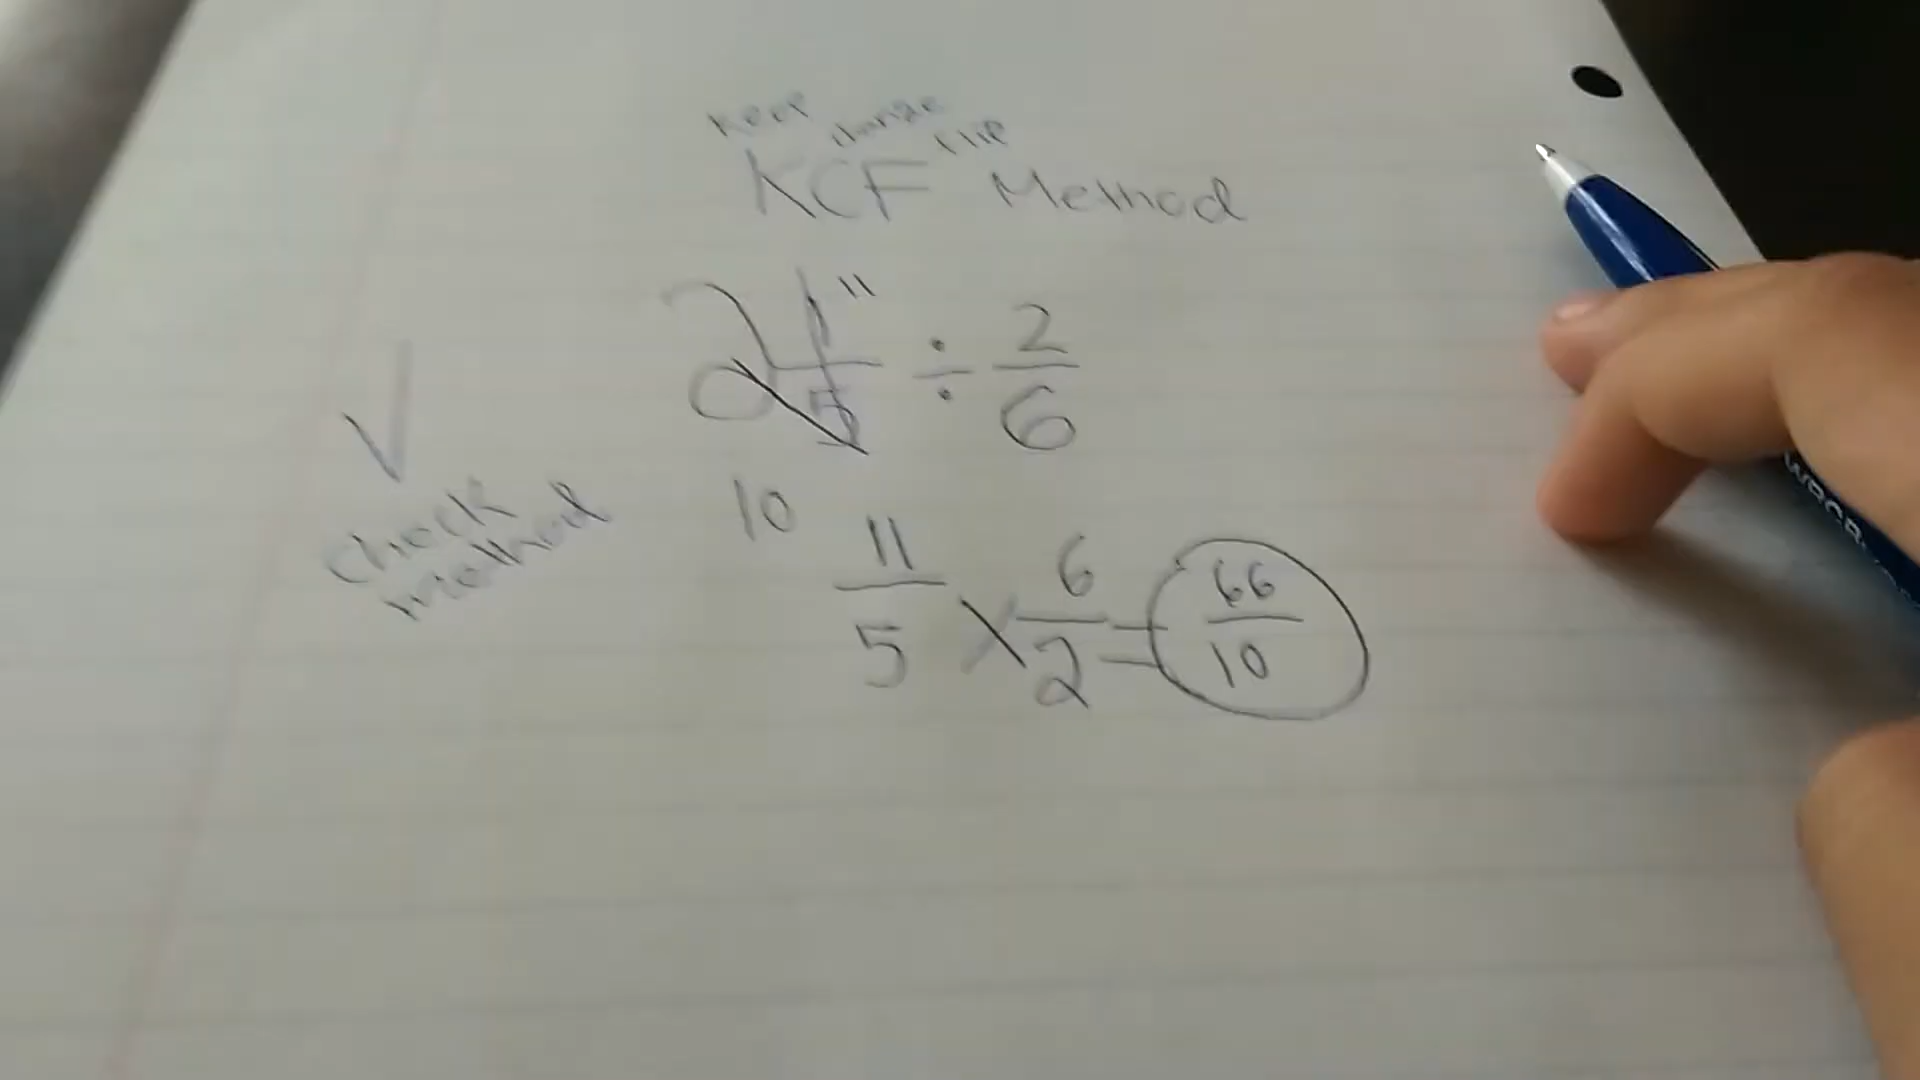 Keep change flip
KCF Method
2 1/5 11 ÷ 2/6
✓ check method
10
11/5 × 6/2 = 66/10